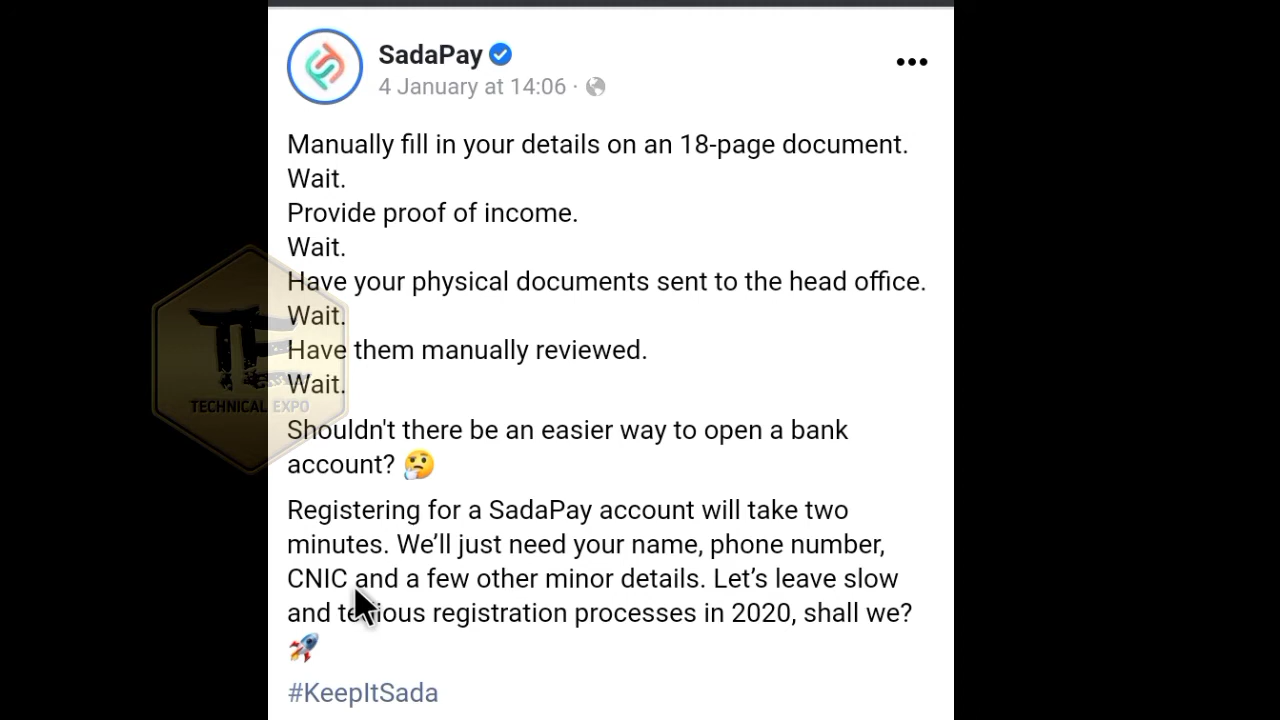 SadaPay
4 January at 14:06 ·
Manually fill in your details on an 18-page document.
Wait.
Provide proof of income.
Wait.
Have your physical documents sent to the head office.
Wait.
Have them manually reviewed.
Wait.
TECHNICAL EXPO
Shouldn't there be an easier way to open a bank
account? 🤔
Registering for a SadaPay account will take two
minutes. We’ll just need your name, phone number,
CNIC and a few other minor details. Let’s leave slow
and tedious registration processes in 2020, shall we?
🚀
#KeepItSada